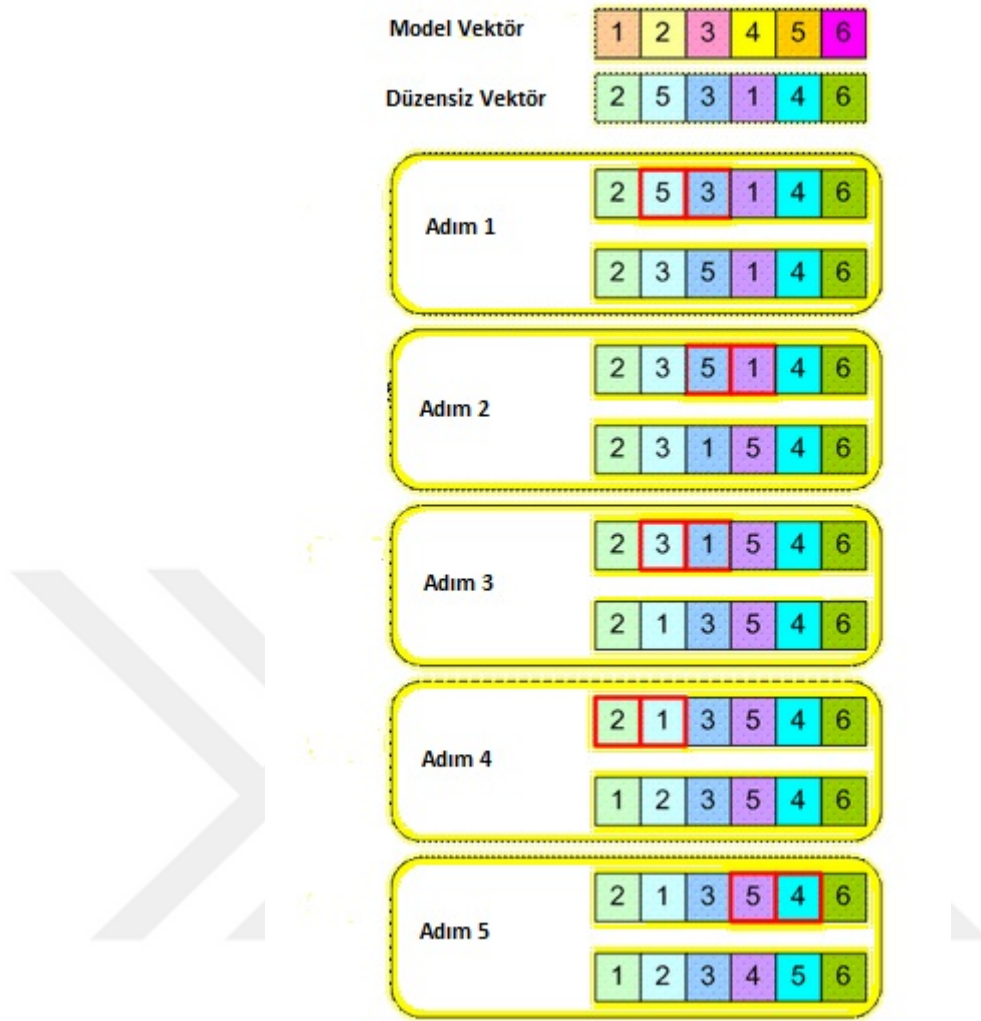 Model Vektör 1 2 3 4 5 6
Düzensiz Vektör 2 5 3 1 4 6
2 5 3 1 4 6
Adım 1
2 3 5 1 4 6
2 3 5 1 4 6
Adım 2
2 3 1 5 4 6
2 3 1 5 4 6
Adım 3
2 1 3 5 4 6
2 1 3 5 4 6
Adım 4
1 2 3 5 4 6
2 1 3 5 4 6
Adım 5
1 2 3 4 5 6